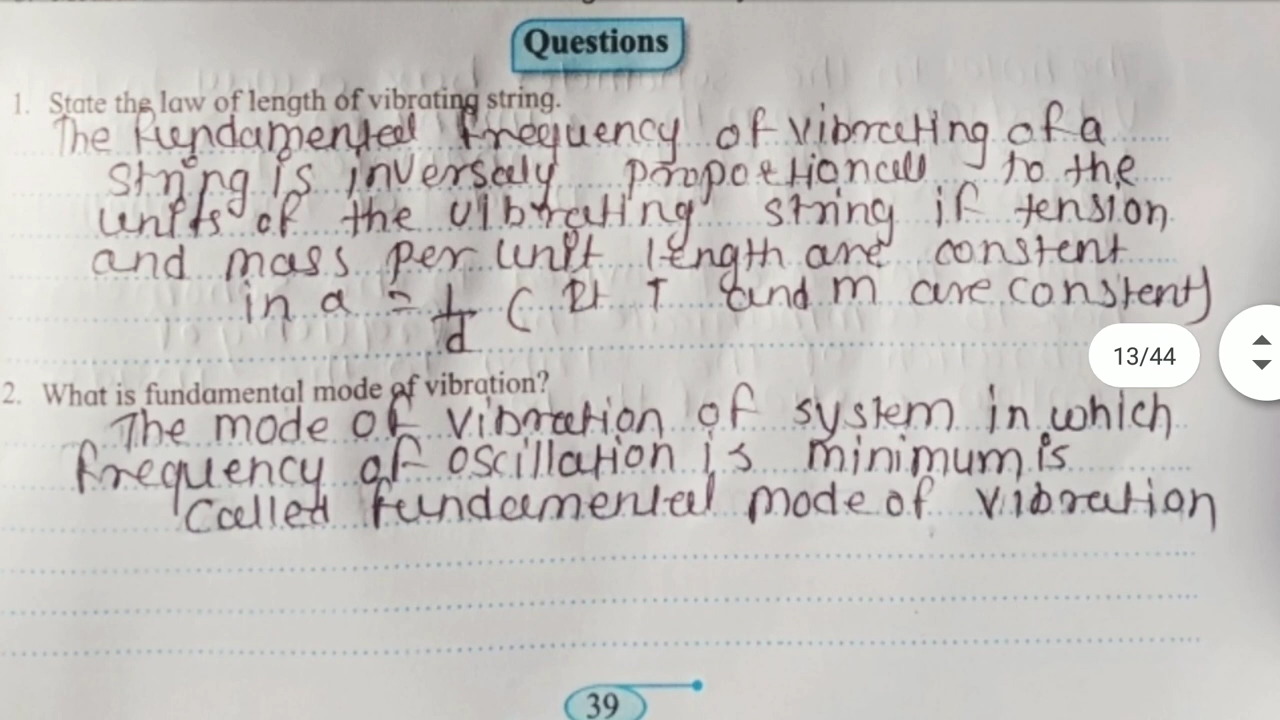 Questions
1. State the law of length of vibrating string.
The fundamental frequency of vibrating of a
string is inversaly propotional to the
units of the vibrating string if tension
and mass per unit length are constent
in a = 1/d ( It T and m are constent)
13/44
2. What is fundamental mode of vibration?
The mode of vibration of system in which
frequency of oscillation is minimum is
Called fundamental mode of vibration
39